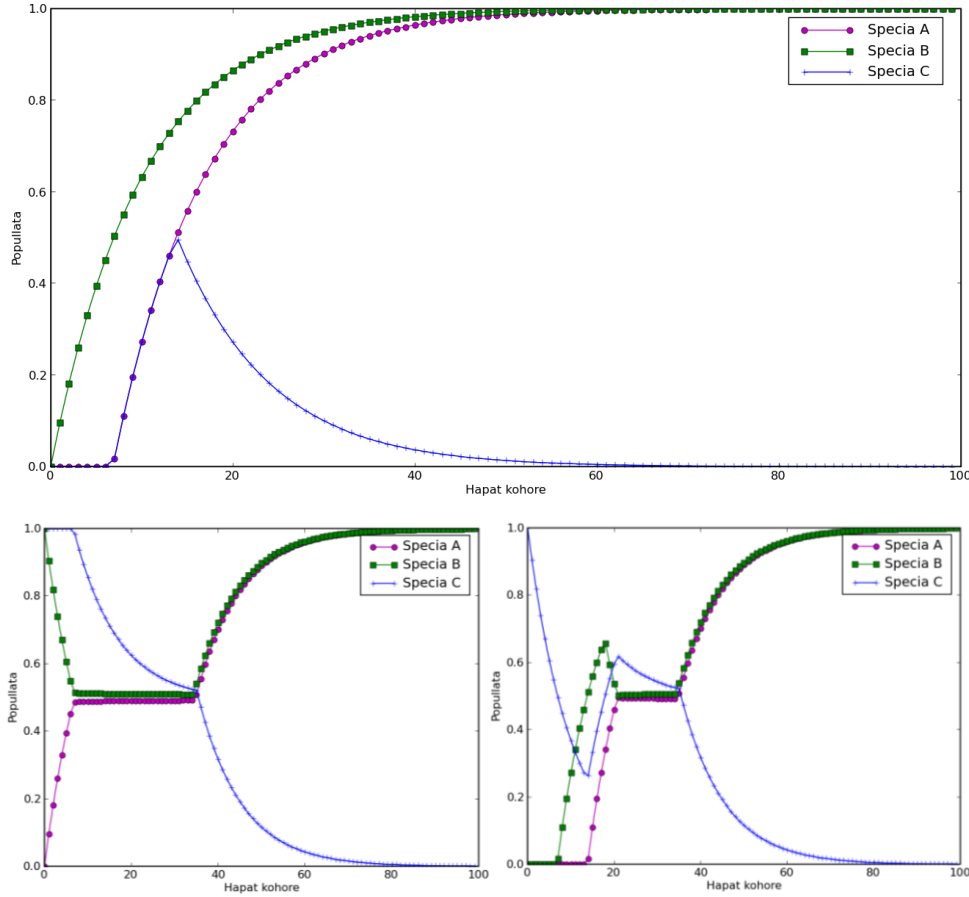 1.0
0.8
0.6
0.4
0.2
0.0
Popullata
Specia A
Specia B
Specia C
0 20 40 60 80 100
Hapat kohore
1.0
0.8
0.6
0.4
0.2
0.0
Popullata
Specia A
Specia B
Specia C
0 20 40 60 80 100
Hapat kohore
1.0
0.8
0.6
0.4
0.2
0.0
Popullata
Specia A
Specia B
Specia C
0 20 40 60 80 100
Hapat kohore